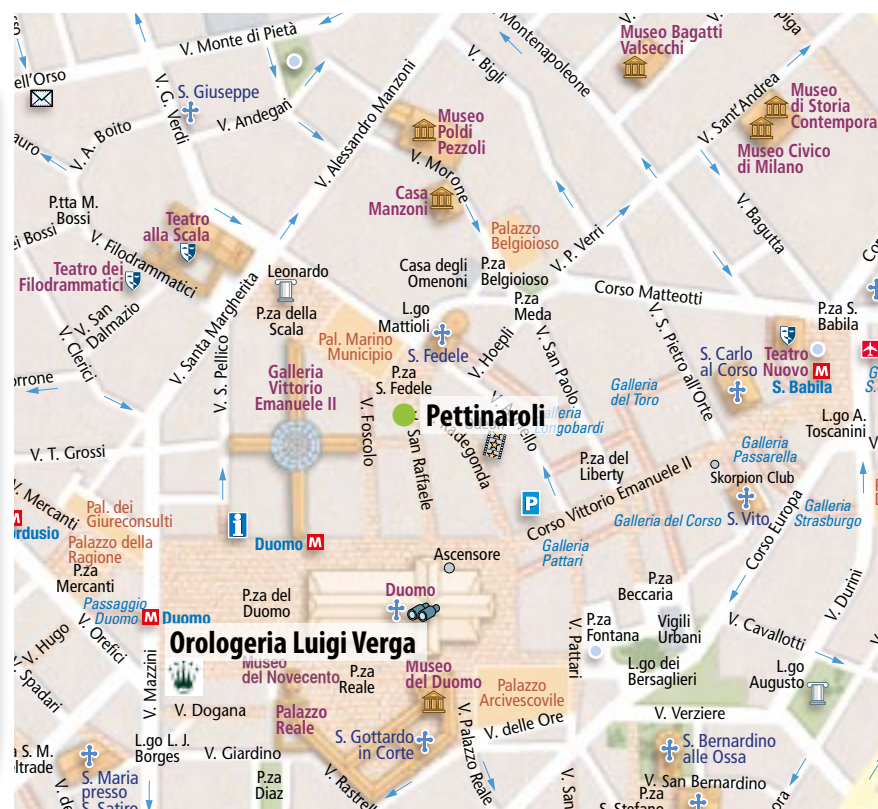 V. Monte di Pietà
V. Bigli
Montenapoleone
Museo Bagatti
Valsecchi
ell'Orso
V. G. Verdi
S. Giuseppe
V. Andegari
V. Alessandro Manzoni
V. Sant'Andrea
Museo
di Storia
Contempora
Museo
Poldi
Pezzoli
V. A. Boito
auro
V. Morone
Museo Civico
di Milano
Casa
Manzoni
P.tta M.
Bossi
ei Bossi
Teatro
alla Scala
V. Filodrammatici
Palazzo
Belgioioso
V. P. Verri
V. Bagutta
Teatro dei
Filodrammatici
Leonardo
Casa degli
Omenoni
P.za
Belgioioso
Corso Matteotti
V. San
Dalmazio
V. Clerici
V. Santa Margherita
P.za della
Scala
L.go
Mattioli
P.za
Meda
P.za S.
Babila
V. S. Pellico
Pal. Marino
Municipio
S. Fedele
V. Hoepli
V. San Paolo
V. S. Pietro all'Orte
S. Carlo
al Corso
Teatro
Nuovo
M
S. Babila
orrone
Galleria
Vittorio
Emanuele II
P.za
S. Fedele
Galleria
del Toro
Pettinaroli
V. Foscolo
V. San Raffaele
Galleria
Longobardi
L.go A.
Toscanini
V. T. Grossi
P.za del
Liberty
Galleria
Passarella
Skorpion Club
V. Mercanti
Pal. dei
Giureconsulti
P
Corso Vittorio Emanuele II
Galleria del Corso
S. Vito
Galleria
Strasburgo
M
rdusio
i
Palazzo della
Ragione
Duomo M
Galleria
Pattari
Corso Europa
P.za
Mercanti
Ascensore
Passaggio
Duomo
M Duomo
P.za del
Duomo
Duomo
P.za
Beccaria
V. Durini
V. Hugo
V. Orefici
V. Pattari
P.za
Fontana
Vigili
Urbani
V. Cavallotti
Orologeria Luigi Verga
V. Spadari
V. Mazzini
Museo
del Novecento
P.za
Reale
Museo
del Duomo
L.go dei
Bersaglieri
L.go
Augusto
V. Dogana
Palazzo
Reale
Palazzo
Arcivescovile
V. Verziere
V. delle Ore
V. Palazzo Reale
L.go L. J.
Borges
V. Giardino
S. Gottardo
in Corte
S. Bernardino
alle Ossa
a S. M.
eltrade
S. Maria
presso
S. Satiro
P.za
Diaz
V. Rastrell
V. San
V. San Bernardino
P.za
S. Stefano